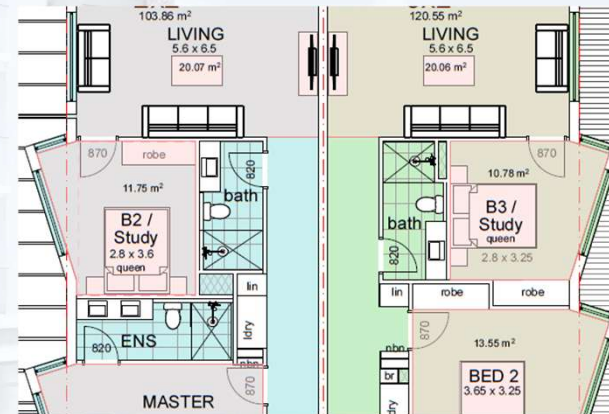 103.86 m²
LIVING
5.6 x 6.5
20.07 m²
120.55 m²
LIVING
5.6 x 6.5
20.06 m²
870
robe
11.75 m²
B2 /
Study
2.8 x 3.6
queen
820
bath
lin
ldry
ENS
820
870
MASTER
bath
820
870
10.78 m²
B3 /
Study
queen
2.8 x 3.25
lin
robe
robe
870
nbn
br
13.55 m²
BED 2
3.65 x 3.25